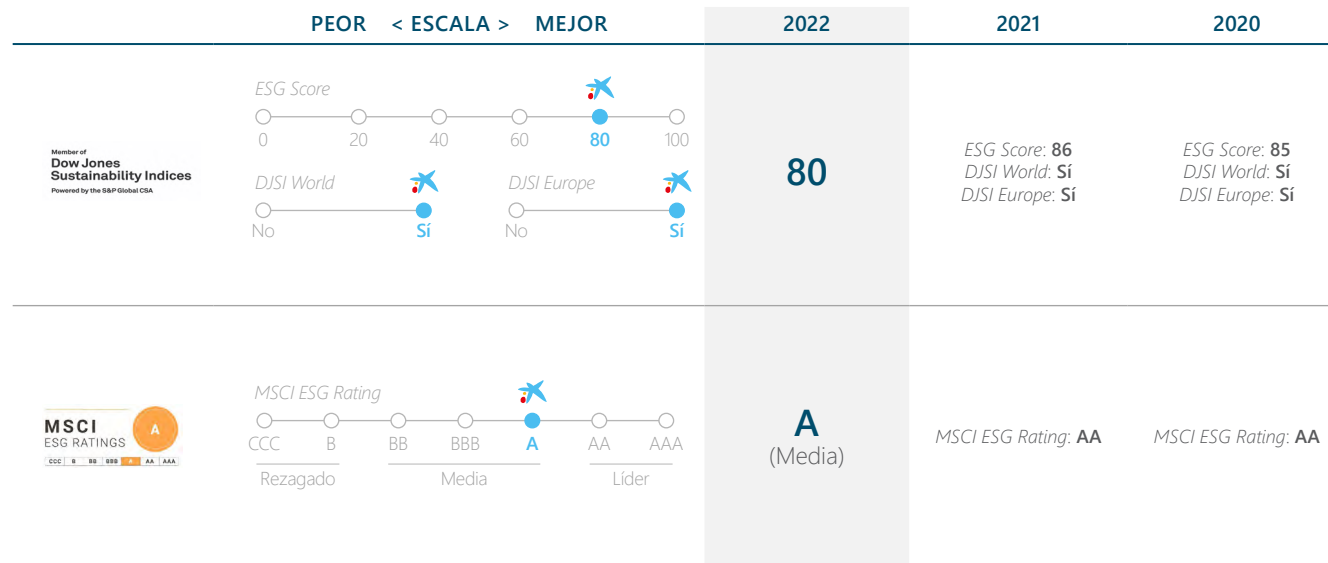 PEOR < ESCALA > MEJOR 2022 2021 2020
Member of
Dow Jones
Sustainability Indices
Powered by the S&P Global CSA
ESG Score
0 20 40 60 80 100
DJSI World DJSI Europe
No Sí No Sí
80
ESG Score: 86
DJSI World: Sí
DJSI Europe: Sí
ESG Score: 85
DJSI World: Sí
DJSI Europe: Sí
MSCI
ESG RATINGS
A
CCC B BB BBB A AA AAA
MSCI ESG Rating
CCC B BB BBB A AA AAA
Rezagado Media Líder
A
(Media)
MSCI ESG Rating: AA
MSCI ESG Rating: AA